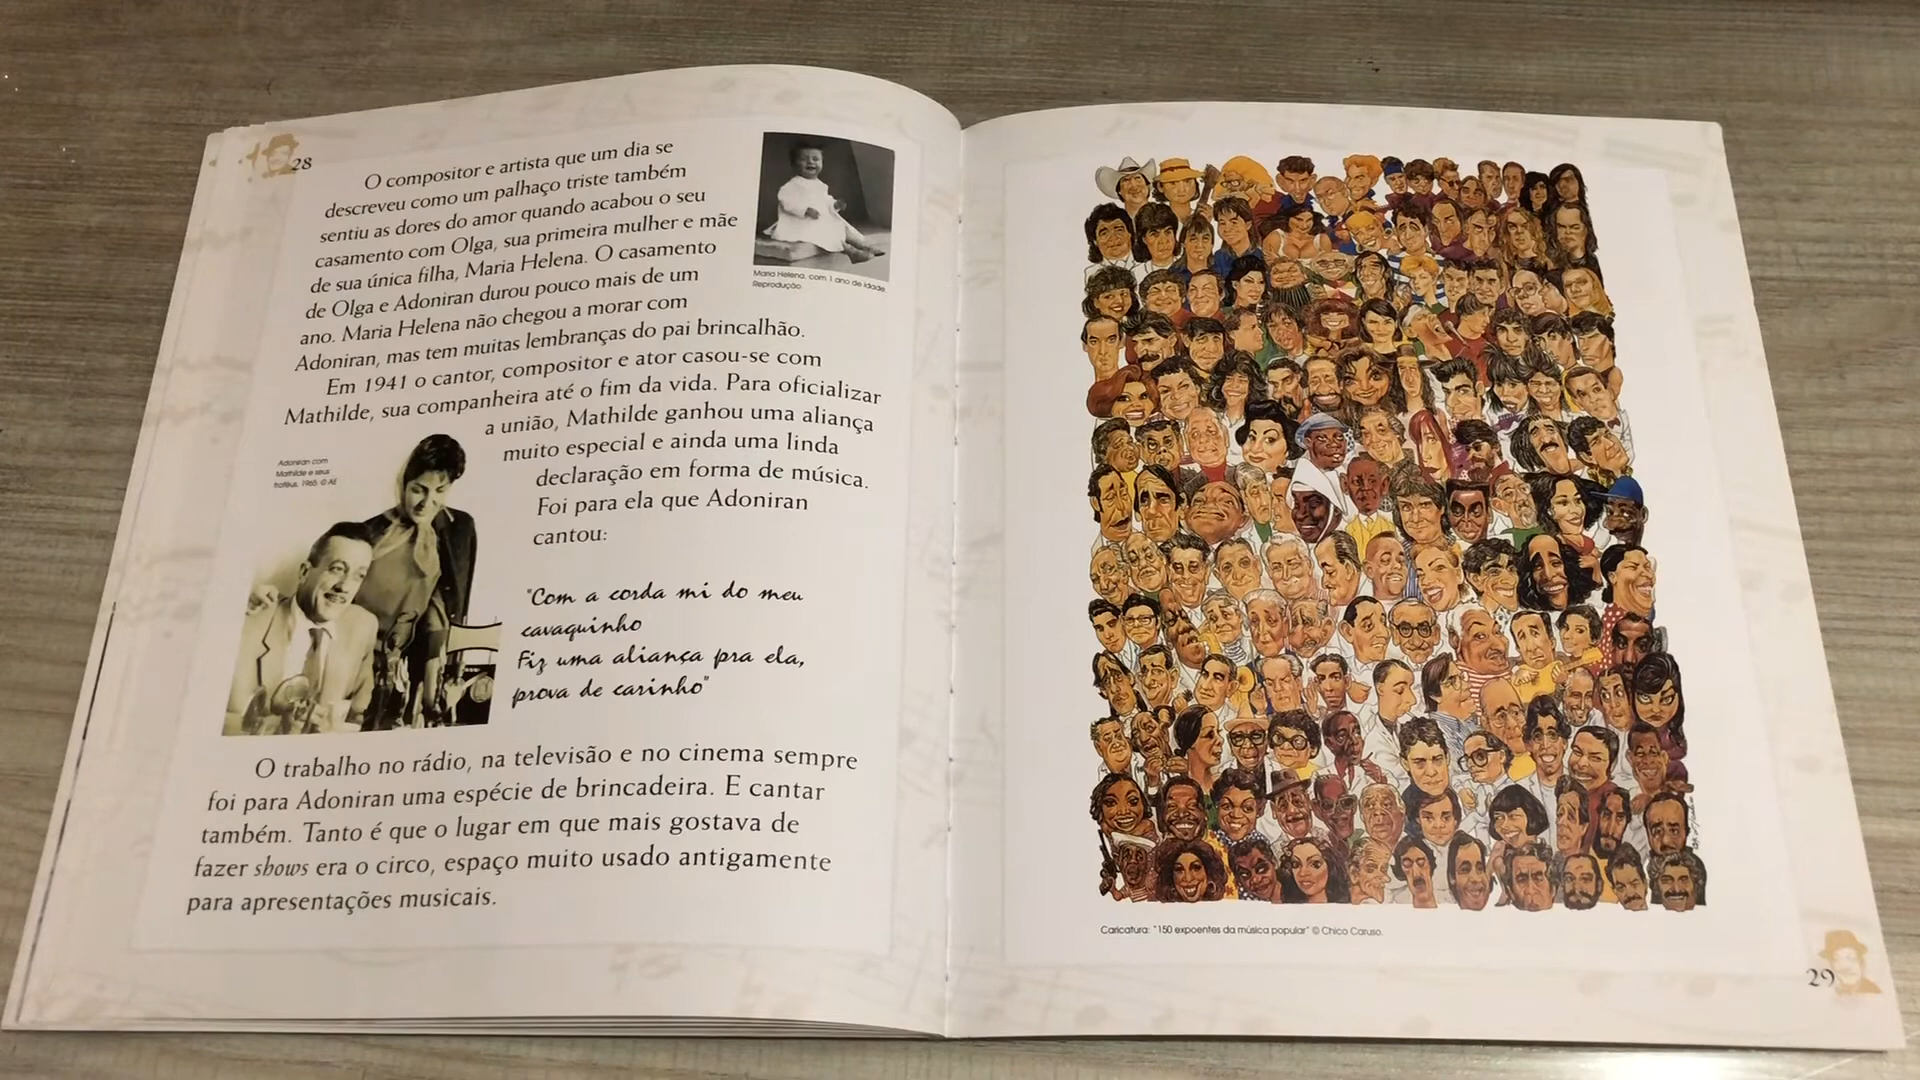 28
O compositor e artista que um dia se
descreveu como um palhaço triste também
sentiu as dores do amor quando acabou o seu
casamento com Olga, sua primeira mulher e mãe
de sua única filha, Maria Helena. O casamento
de Olga e Adoniran durou pouco mais de um
ano. Maria Helena não chegou a morar com
Adoniran, mas tem muitas lembranças do pai brincalhão.
Maria Helena, com 1 ano de idade.
Reprodução.
Em 1941 o cantor, compositor e ator casou-se com
Mathilde, sua companheira até o fim da vida. Para oficializar
a união, Mathilde ganhou uma aliança
muito especial e ainda uma linda
declaração em forma de música.
Foi para ela que Adoniran
cantou:
Adoniran com
Mathilde e seus
troféus, 1965. © AE
"Com a corda mi do meu
cavaquinho
Fiz uma aliança pra ela,
prova de carinho"
O trabalho no rádio, na televisão e no cinema sempre
foi para Adoniran uma espécie de brincadeira. E cantar
também. Tanto é que o lugar em que mais gostava de
fazer shows era o circo, espaço muito usado antigamente
para apresentações musicais.
Caricatura: "150 expoentes da música popular" © Chico Caruso.
29